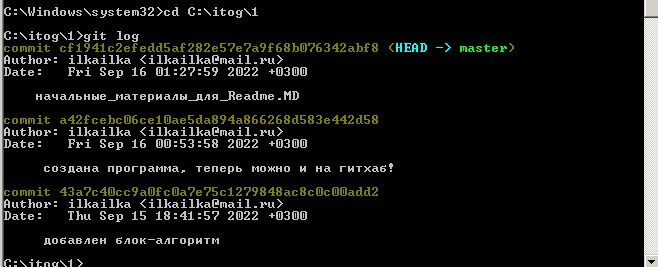 C:\Windows\system32>cd C:\itog\1
C:\itog\1>git log
commit cf1941c2efedd5af282e57e7a9f68b076342abf8 (HEAD -> master)
Author: ilkailka <ilkailka@mail.ru>
Date:   Fri Sep 16 01:27:59 2022 +0300
начальные_материалы_для_Readme.MD
commit a42fcebc06ce10ae5da894a866268d583e442d58
Author: ilkailka <ilkailka@mail.ru>
Date:   Fri Sep 16 00:53:58 2022 +0300
создана программа, теперь можно и на гитхаб!
commit 43a7c40cc9a0fc0a7e75c1279848ac8c0c00add2
Author: ilkailka <ilkailka@mail.ru>
Date:   Thu Sep 15 18:41:57 2022 +0300
добавлен блок-алгоритм
C:\itog\1>